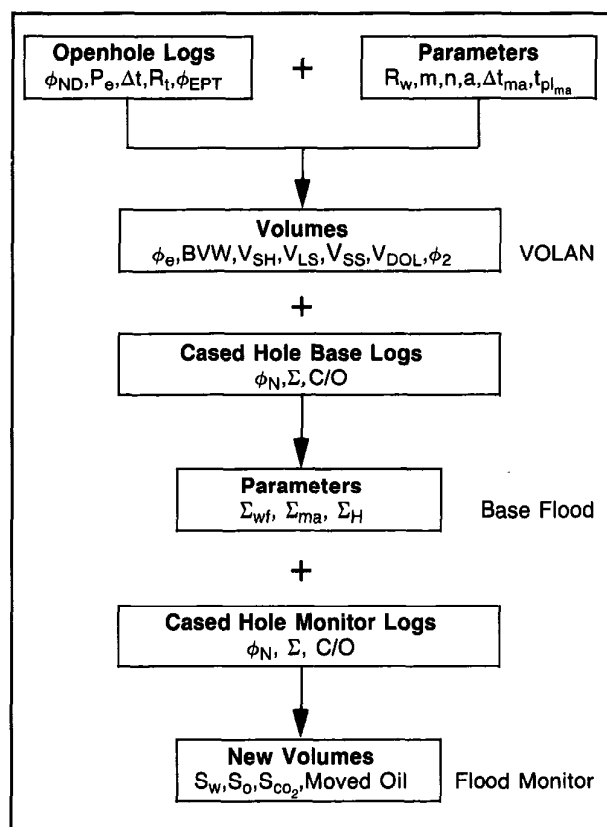 Openhole Logs
ϕND,Pe,Δt,Rt,ϕEPT
+
Parameters
Rw,m,n,a,Δtma,tplma
Volumes
ϕe,BVW,VSH,VLS,VSS,VDOL,ϕ2
VOLAN
+
Cased Hole Base Logs
ϕN,Σ,C/O
Parameters
Σwf, Σma, ΣH
Base Flood
+
Cased Hole Monitor Logs
ϕN, Σ, C/O
New Volumes
Sw,So,Sco2,Moved Oil
Flood Monitor